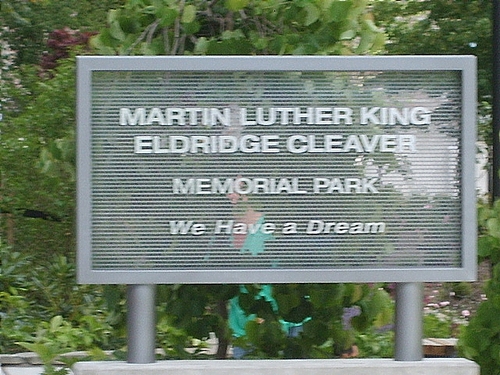 MARTIN LUTHER KING
ELDRIDGE CLEAVER
MEMORIAL PARK
We Have a Dream